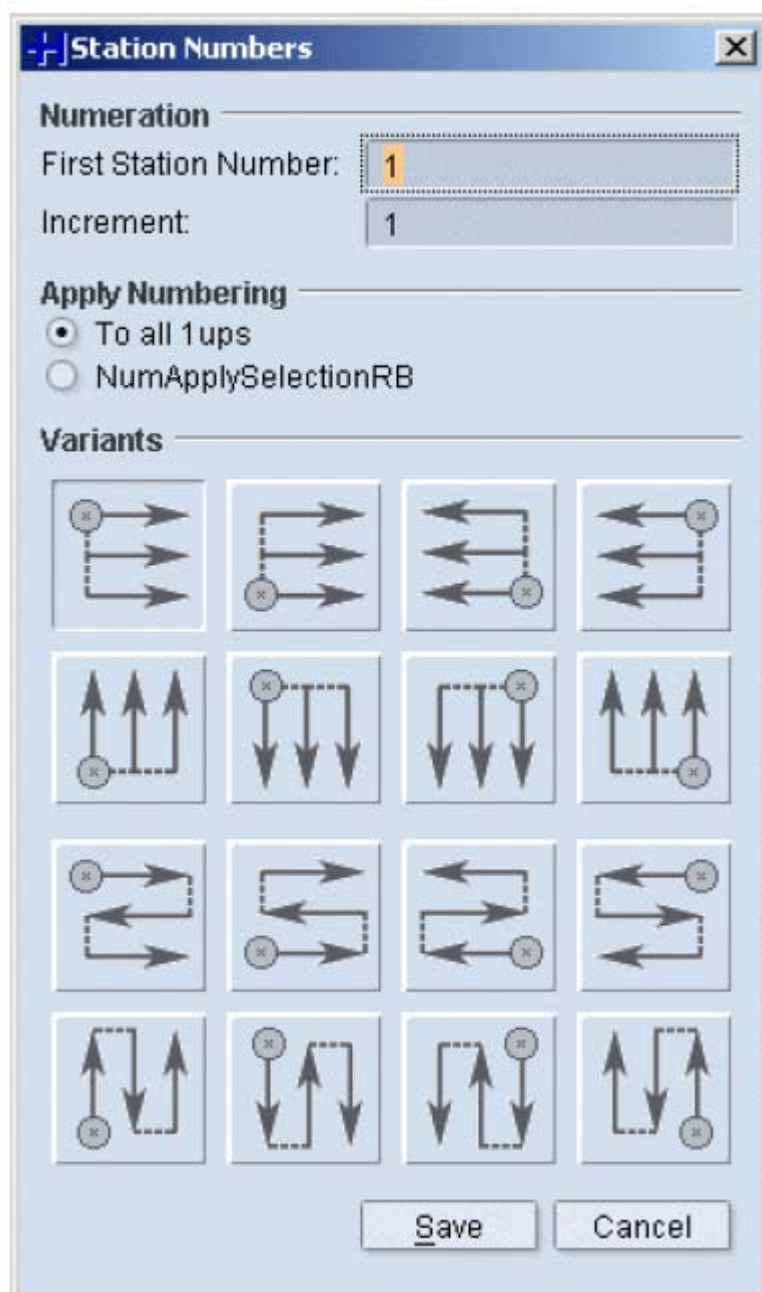 Station Numbers
Numeration
First Station Number: 1
Increment: 1
Apply Numbering
To all 1ups
NumApplySelectionRB
Variants
Save Cancel